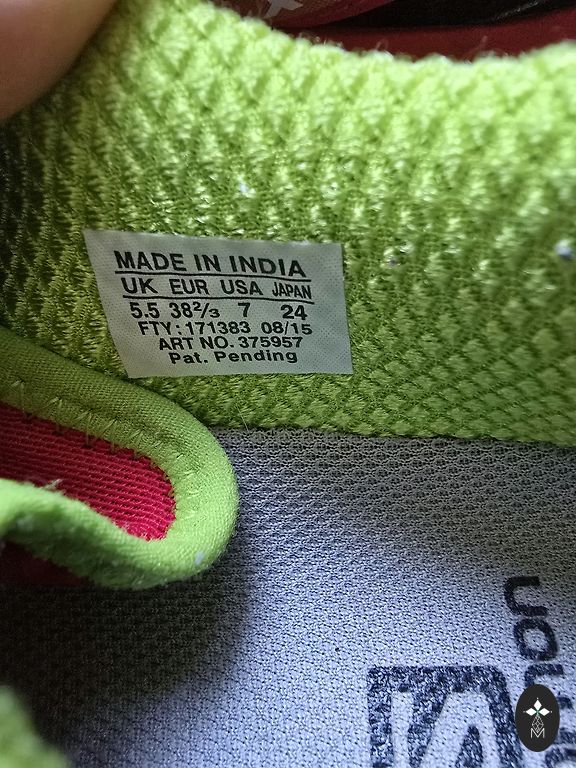 MADE IN INDIA
UK EUR USA JAPAN
5.5 38²/₃ 7 24
FTY: 171383 08/15
ART NO. 375957
Pat. Pending
M